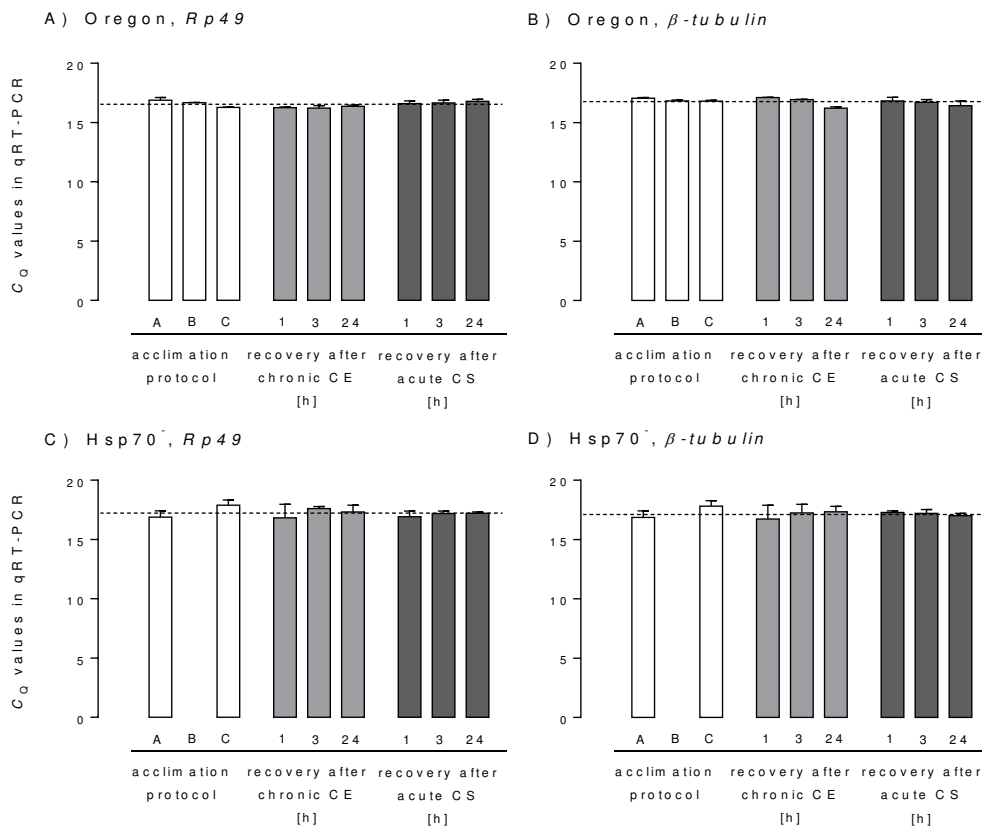 A) Oregon, Rp49
C_Q values in qRT-PCR
20
15
10
5
0
A B C 1 3 24 1 3 24
acclimation recovery after recovery after
protocol chronic CE acute CS
[h] [h]
B) Oregon, β-tubulin
20
15
10
5
0
A B C 1 3 24 1 3 24
acclimation recovery after recovery after
protocol chronic CE acute CS
[h] [h]
C) Hsp70⁻, Rp49
C_Q values in qRT-PCR
20
15
10
5
0
A B C 1 3 24 1 3 24
acclimation recovery after recovery after
protocol chronic CE acute CS
[h] [h]
D) Hsp70⁻, β-tubulin
20
15
10
5
0
A B C 1 3 24 1 3 24
acclimation recovery after recovery after
protocol chronic CE acute CS
[h] [h]